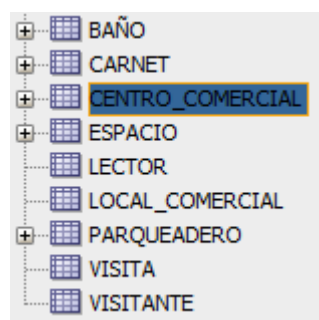 BAÑO
CARNET
CENTRO_COMERCIAL
ESPACIO
LECTOR
LOCAL_COMERCIAL
PARQUEADERO
VISITA
VISITANTE